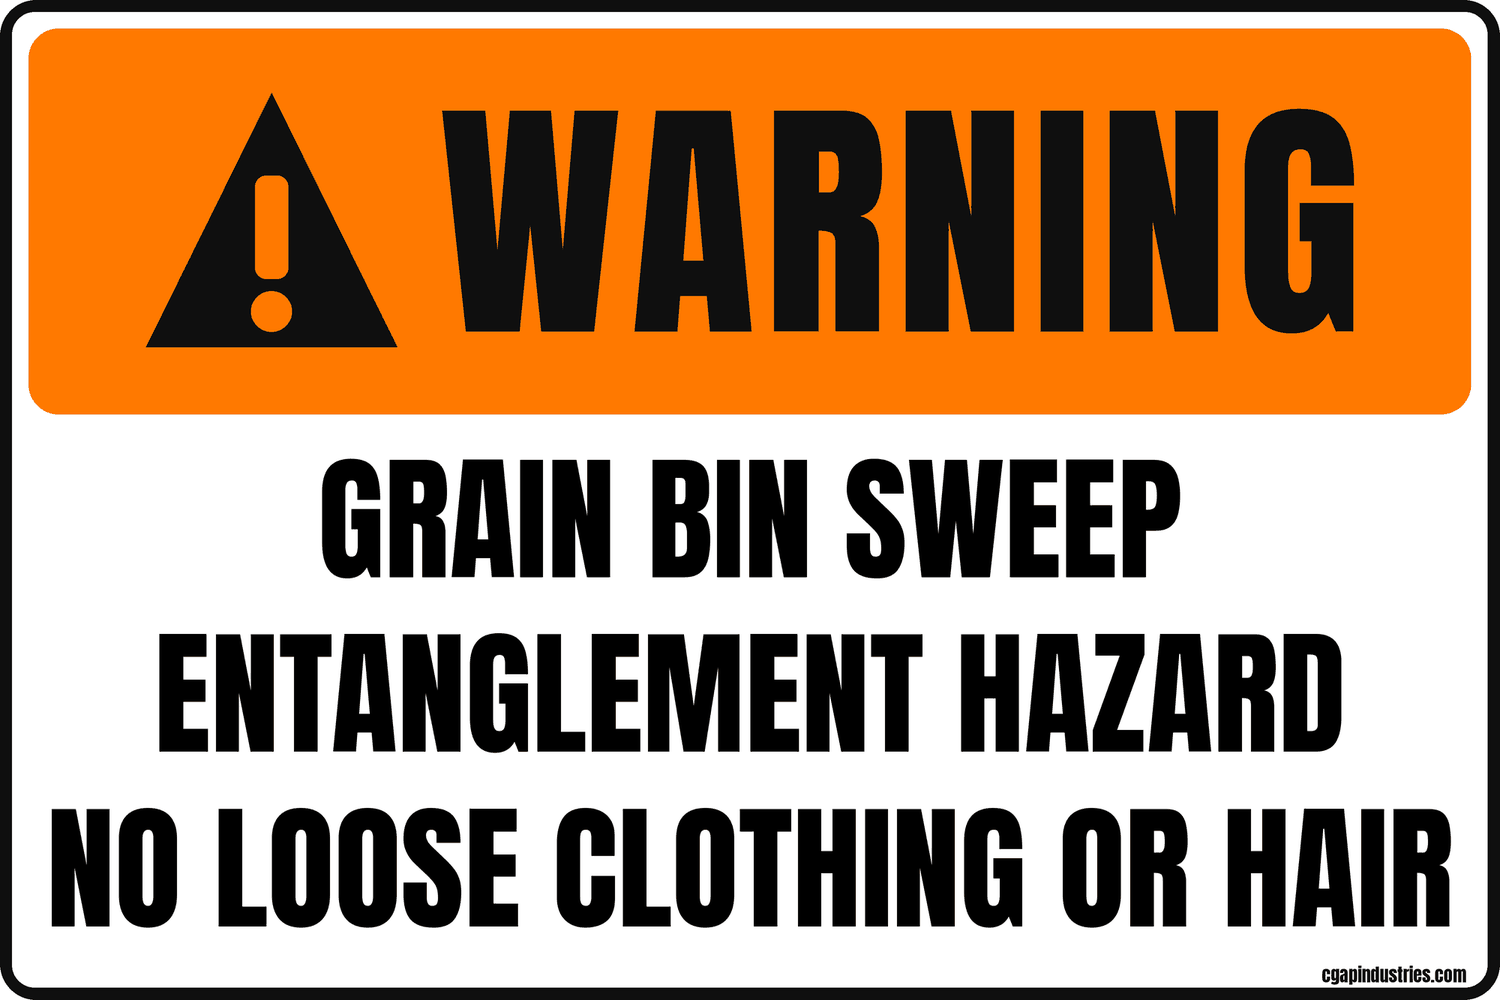 WARNING
GRAIN BIN SWEEP
ENTANGLEMENT HAZARD
NO LOOSE CLOTHING OR HAIR
cgapindustries.com